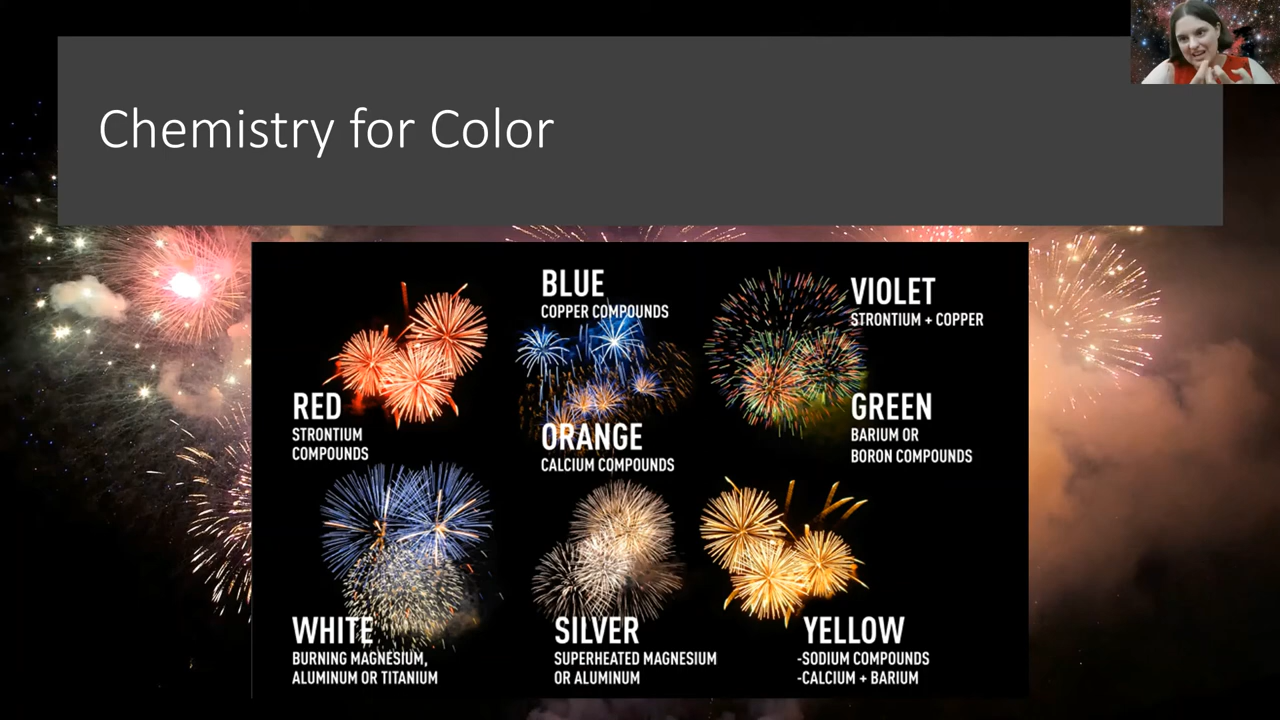 Chemistry for Color
RED
STRONTIUM
COMPOUNDS
BLUE
COPPER COMPOUNDS
ORANGE
CALCIUM COMPOUNDS
VIOLET
STRONTIUM + COPPER
GREEN
BARIUM OR
BORON COMPOUNDS
WHITE
BURNING MAGNESIUM,
ALUMINUM OR TITANIUM
SILVER
SUPERHEATED MAGNESIUM
OR ALUMINUM
YELLOW
-SODIUM COMPOUNDS
-CALCIUM + BARIUM